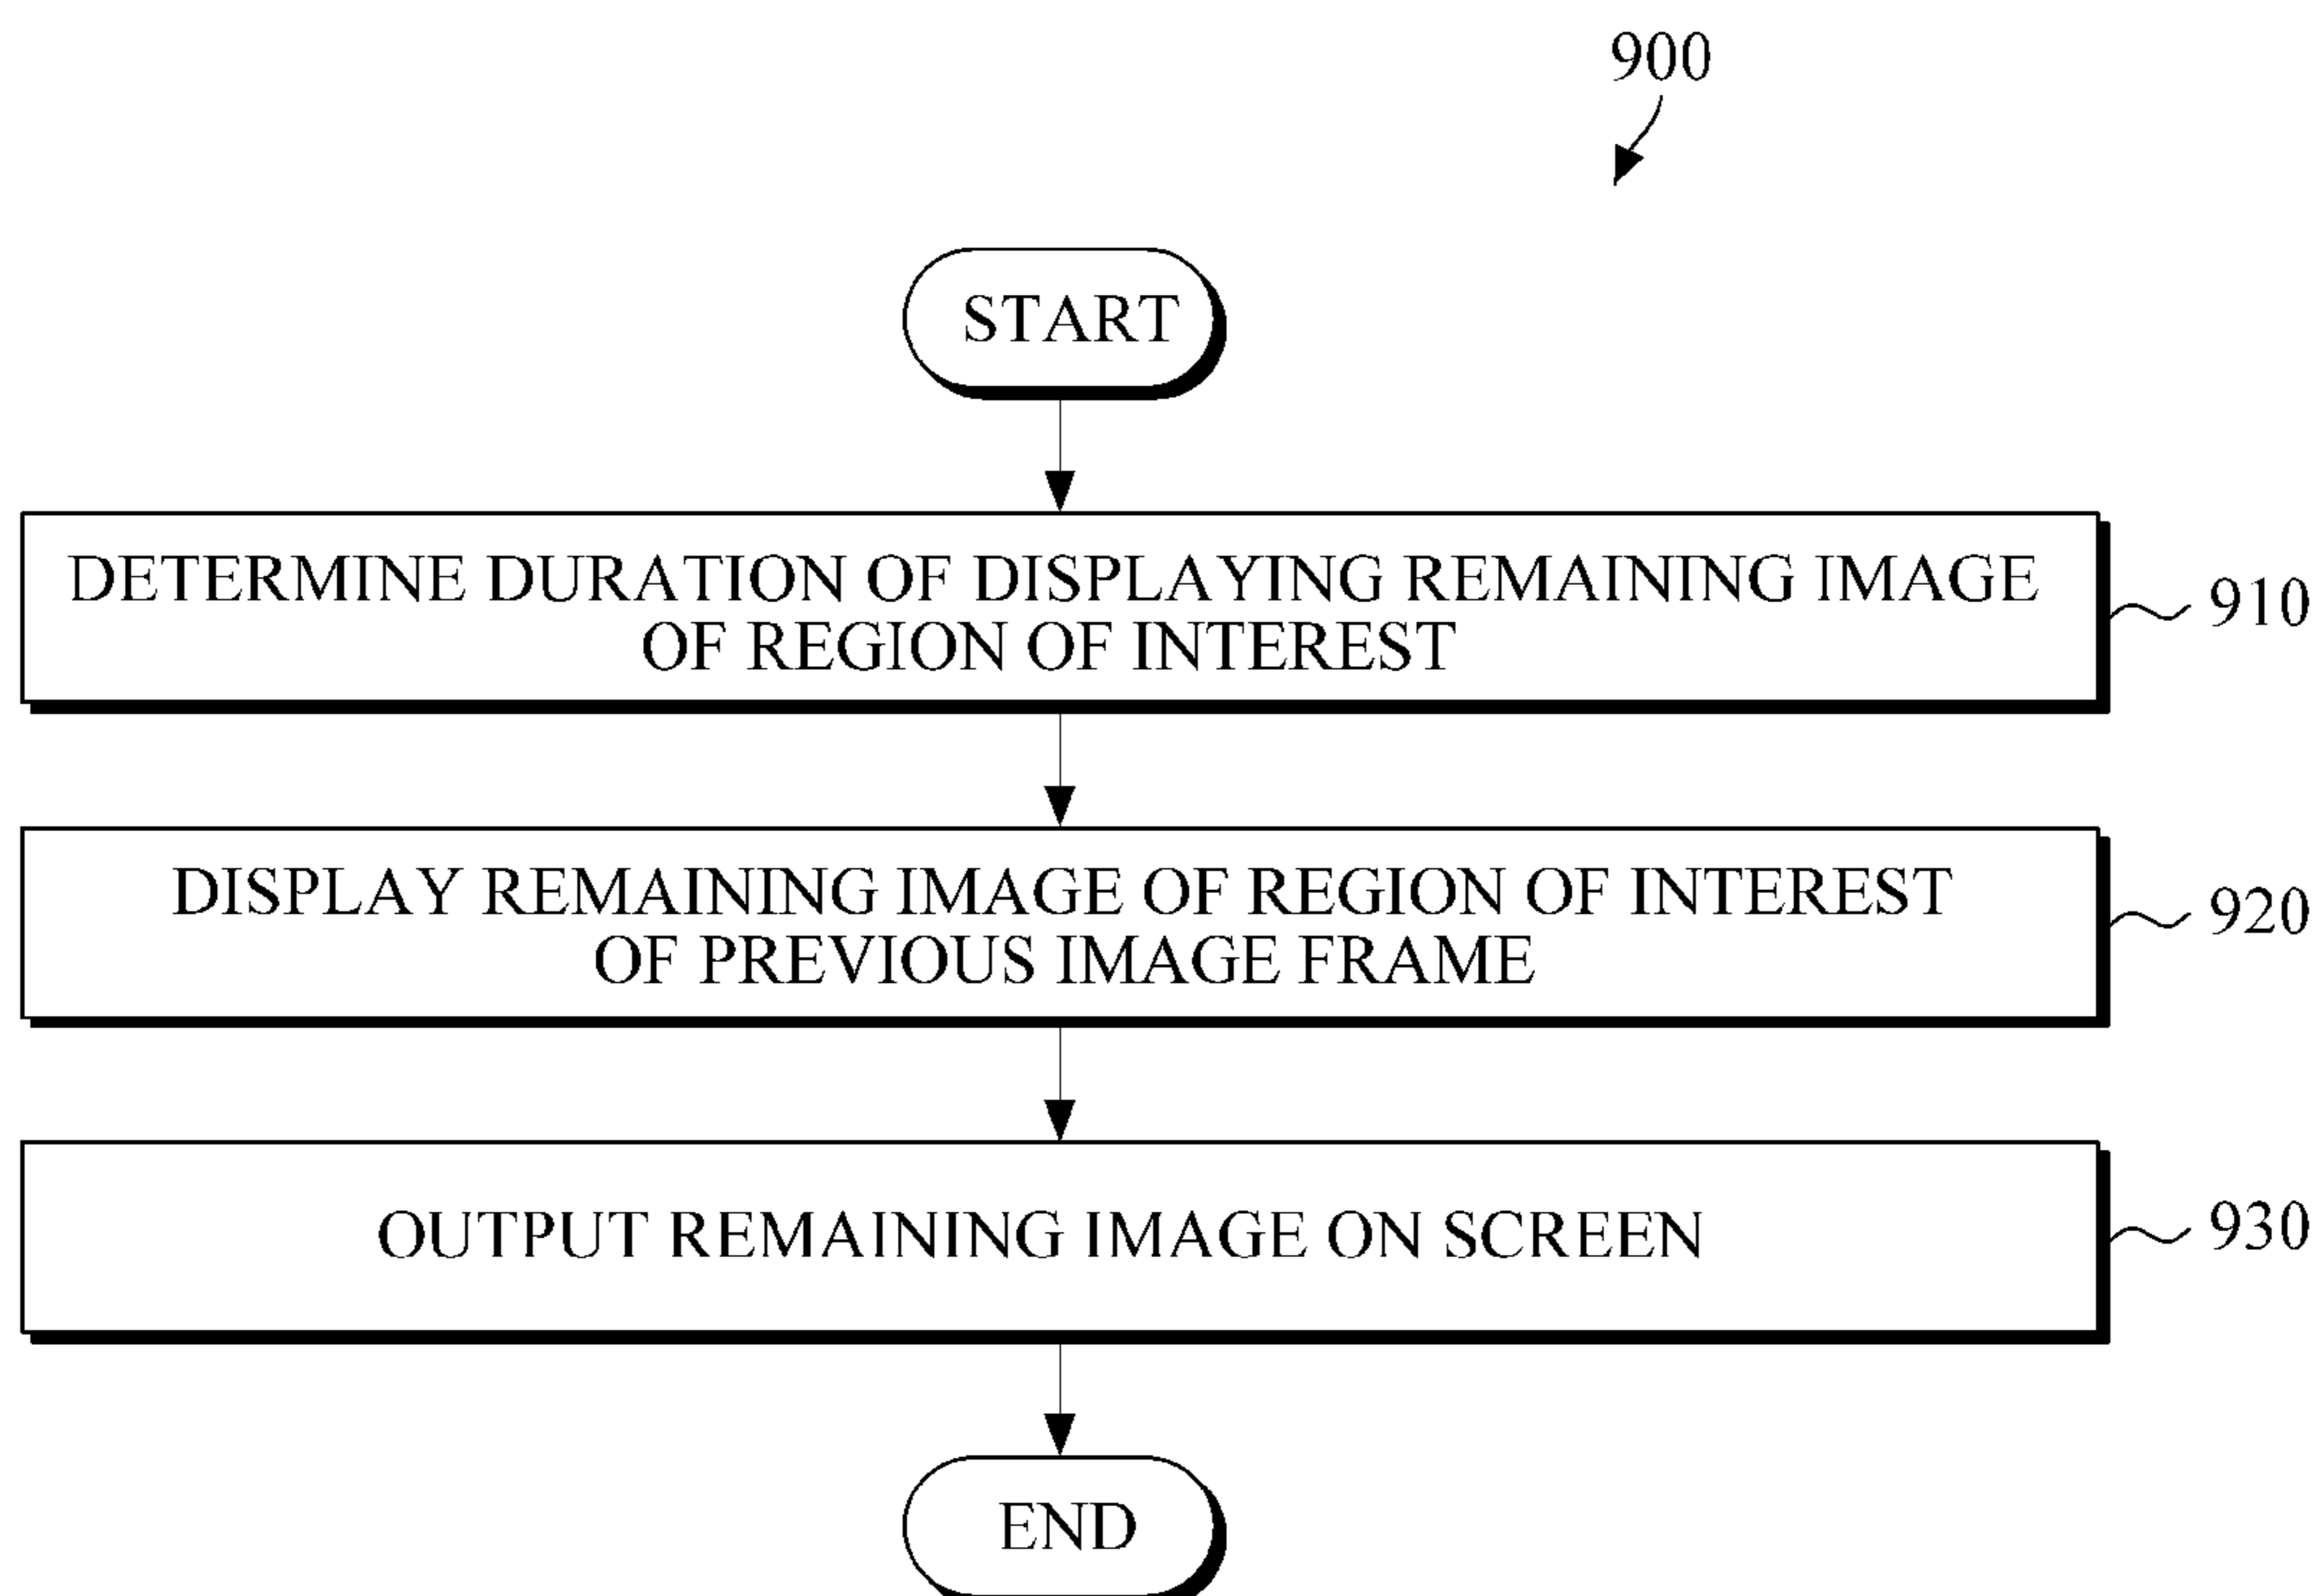 900
START
DETERMINE DURATION OF DISPLAYING REMAINING IMAGE
OF REGION OF INTEREST
910
DISPLAY REMAINING IMAGE OF REGION OF INTEREST
OF PREVIOUS IMAGE FRAME
920
OUTPUT REMAINING IMAGE ON SCREEN
930
END